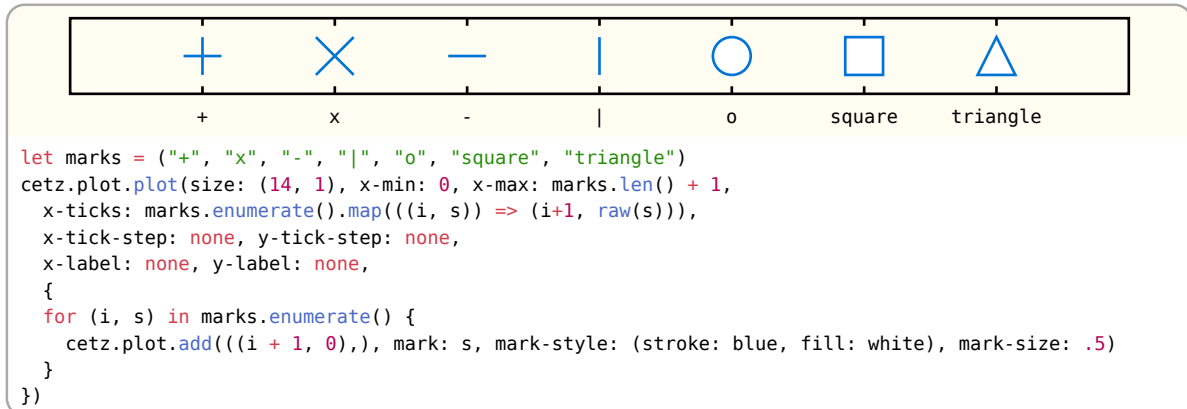 + x - | o square triangle
let marks = ("+", "x", "-", "|", "o", "square", "triangle")
cetz.plot.plot(size: (14, 1), x-min: 0, x-max: marks.len() + 1,
  x-ticks: marks.enumerate().map(((i, s)) => (i+1, raw(s))),
  x-tick-step: none, y-tick-step: none,
  x-label: none, y-label: none,
  {
  for (i, s) in marks.enumerate() {
    cetz.plot.add(((i + 1, 0),), mark: s, mark-style: (stroke: blue, fill: white), mark-size: .5)
  }
})